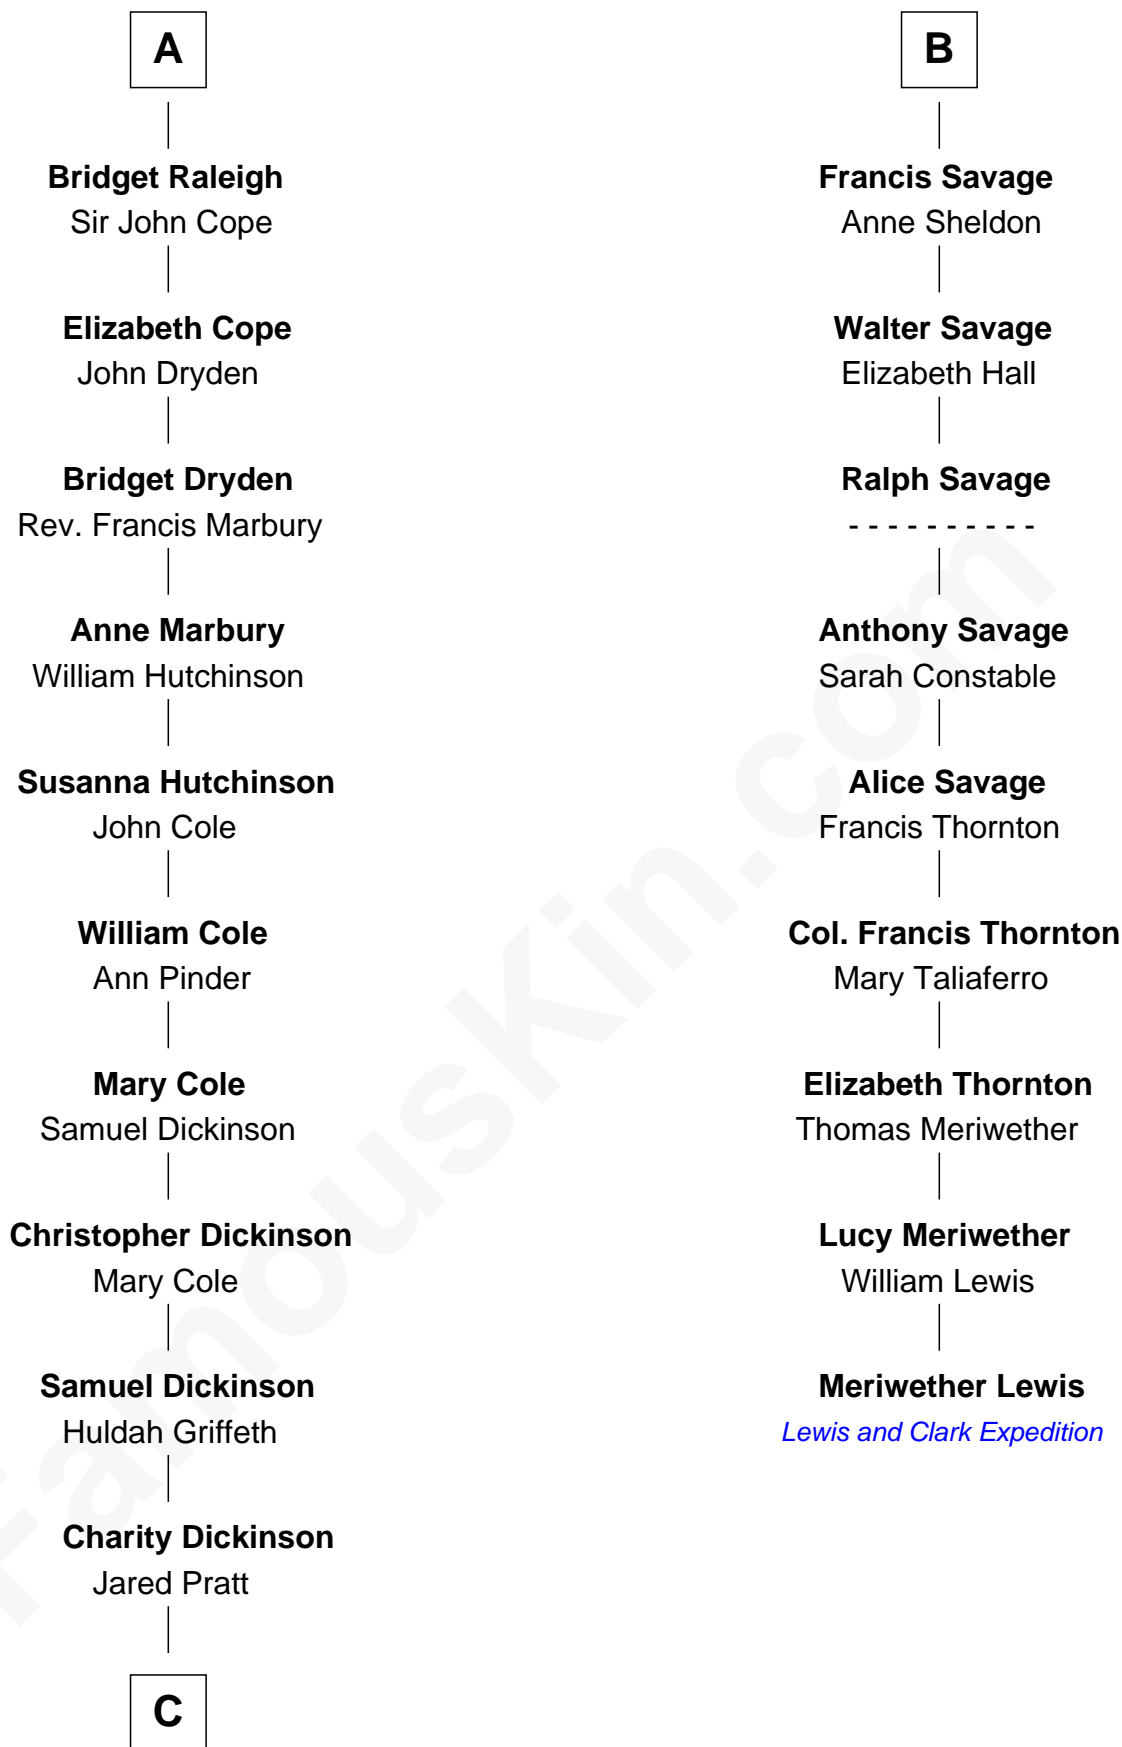 A
Bridget Raleigh
Sir John Cope
Elizabeth Cope
John Dryden
Bridget Dryden
Rev. Francis Marbury
Anne Marbury
William Hutchinson
Susanna Hutchinson
John Cole
William Cole
Ann Pinder
Mary Cole
Samuel Dickinson
Christopher Dickinson
Mary Cole
Samuel Dickinson
Huldah Griffeth
Charity Dickinson
Jared Pratt
C
B
Francis Savage
Anne Sheldon
Walter Savage
Elizabeth Hall
Ralph Savage
- - - - - - - - - -
Anthony Savage
Sarah Constable
Alice Savage
Francis Thornton
Col. Francis Thornton
Mary Taliaferro
Elizabeth Thornton
Thomas Meriwether
Lucy Meriwether
William Lewis
Meriwether Lewis
Lewis and Clark Expedition
FamousKin.com